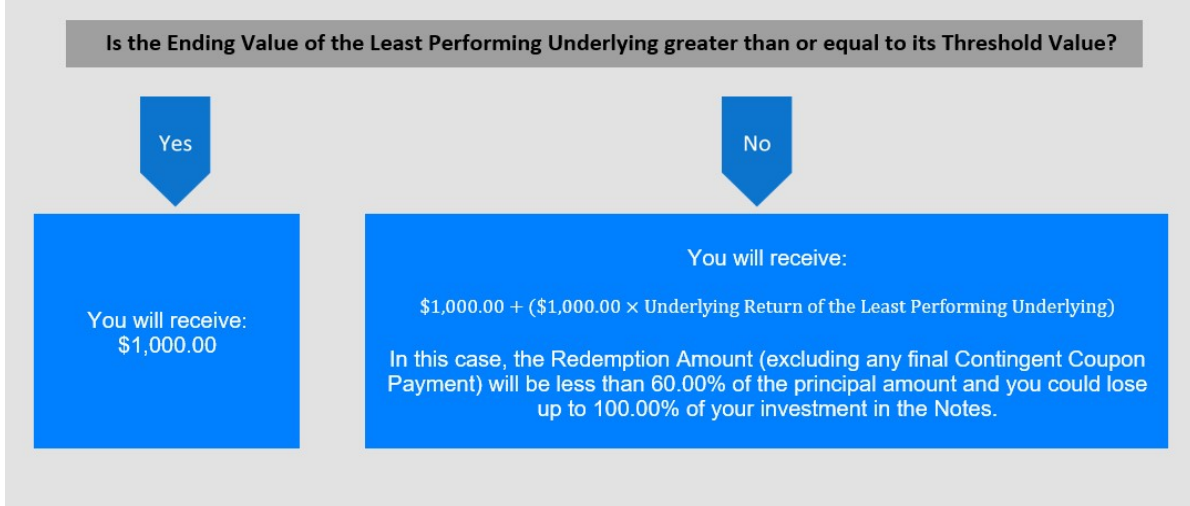 Is the Ending Value of the Least Performing Underlying greater than or equal to its Threshold Value?
Yes
No
You will receive:
$1,000.00
You will receive:
$1,000.00 + ($1,000.00 × Underlying Return of the Least Performing Underlying)
In this case, the Redemption Amount (excluding any final Contingent Coupon
Payment) will be less than 60.00% of the principal amount and you could lose
up to 100.00% of your investment in the Notes.